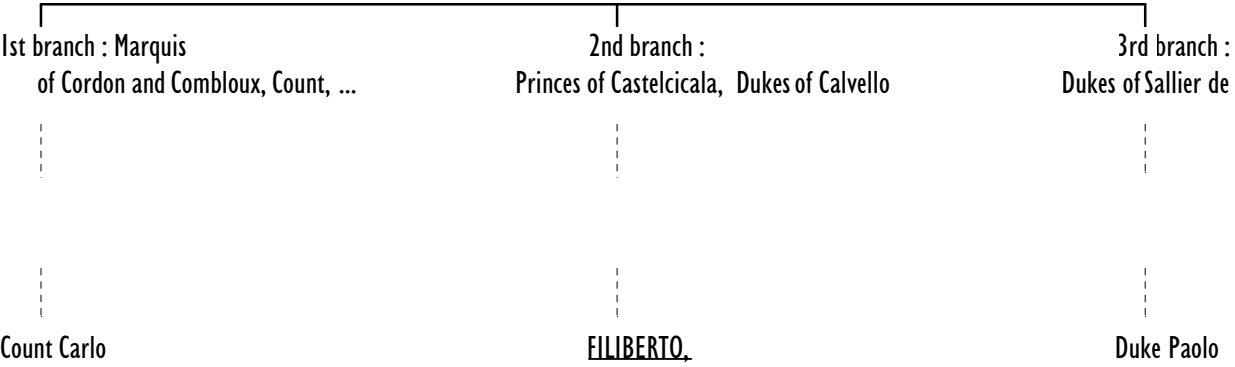 1st branch : Marquis
of Cordon and Combloux, Count, ...
2nd branch :
Princes of Castelcicala, Dukes of Calvello
3rd branch :
Dukes of Sallier de
Count Carlo
FILIBERTO,
Duke Paolo